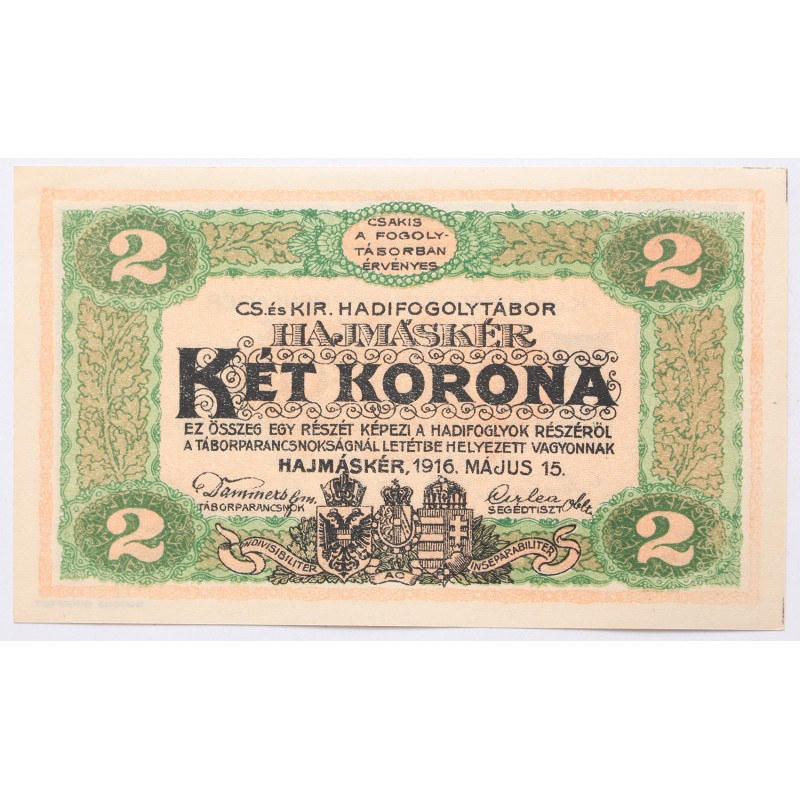 CSAKIS
A FOGOLY-
TÁBORBAN
ÉRVÉNYES
2 2
CS. és KIR. HADIFOGOLYTÁBOR
HAJMÁSKÉR
KÉT KORONA
EZ ÖSSZEG EGY RÉSZÉT KÉPEZI A HADIFOGLYOK RÉSZÉRŐL
A TÁBORPARANCSNOKSÁGNÁL LETÉTBE HELYEZETT VAGYONNAK
HAJMÁSKÉR, 1916. MÁJUS 15.
TÁBORPARANCSNOK SEGÉDTISZT
2 2
INDIVISIBILITER AC INSEPARABILITER